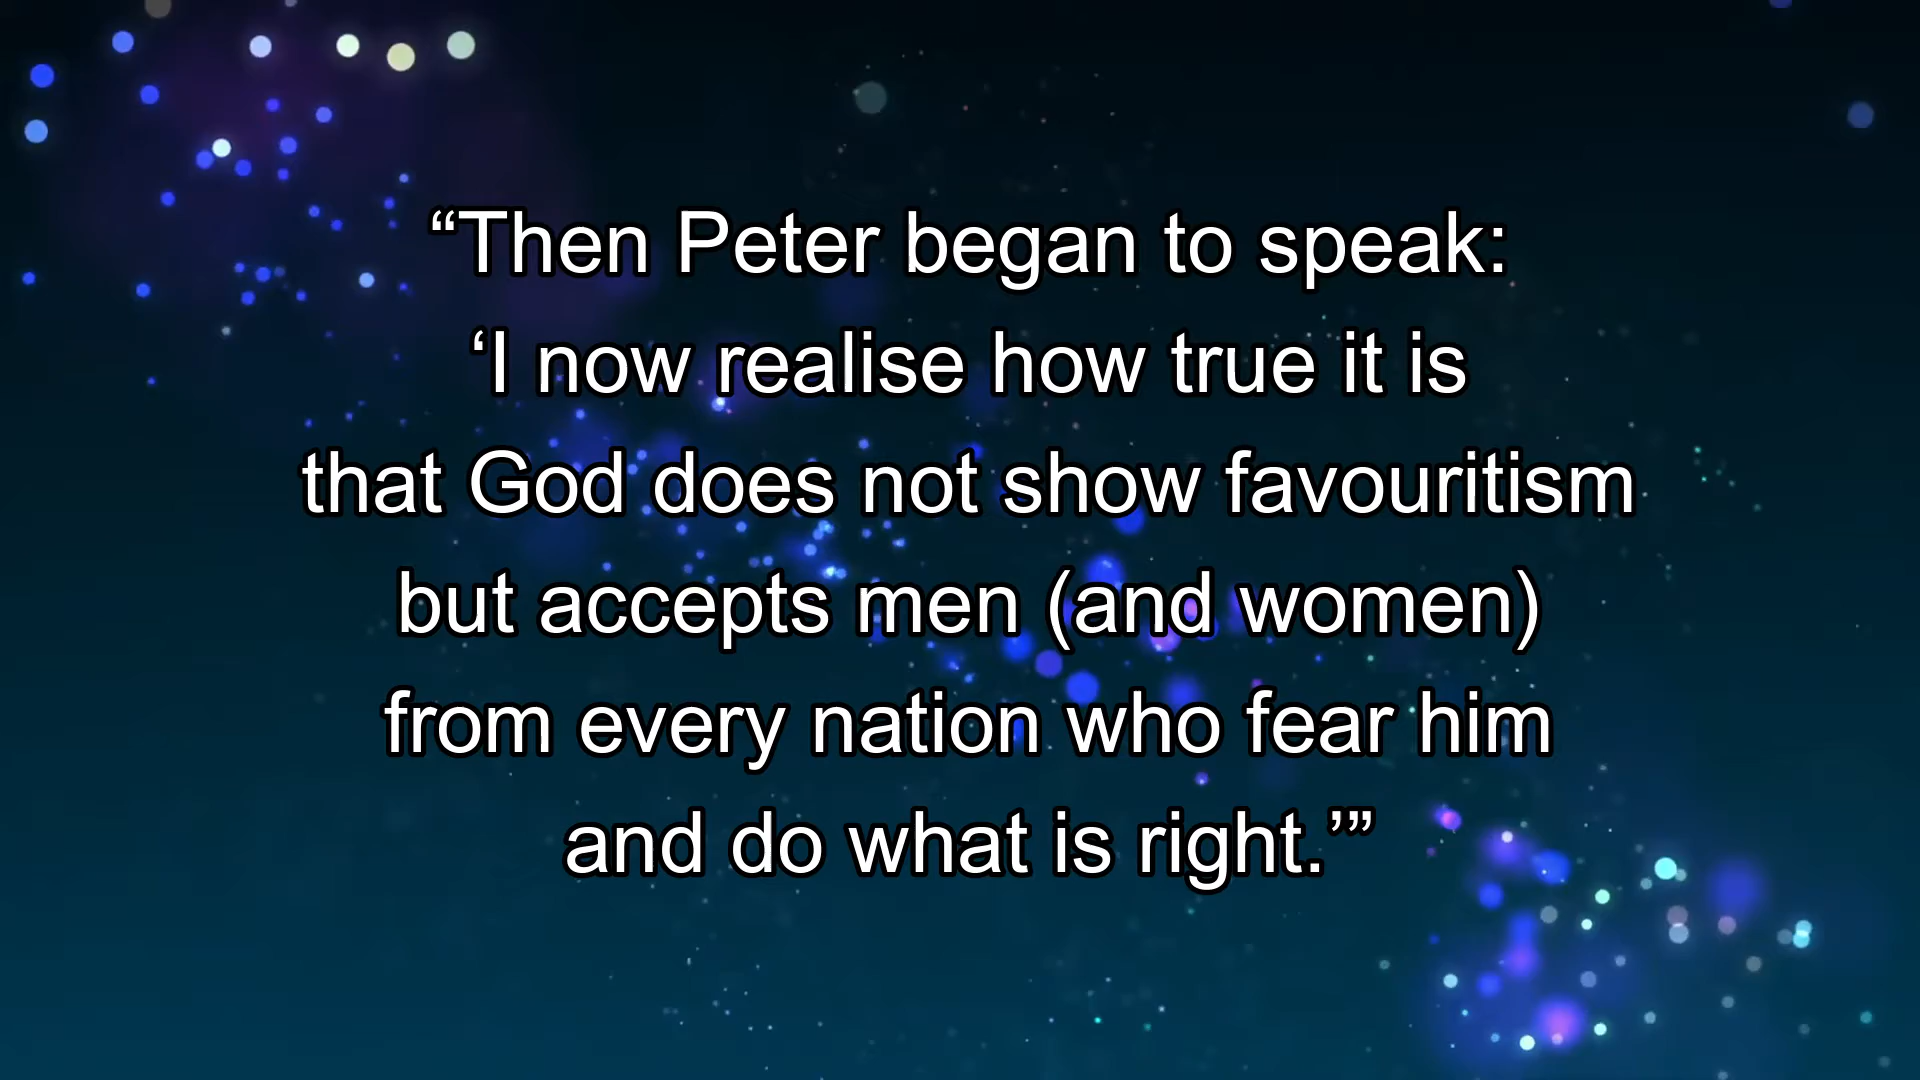 “Then Peter began to speak:
‘I now realise how true it is
that God does not show favouritism
but accepts men (and women)
from every nation who fear him
and do what is right.’”